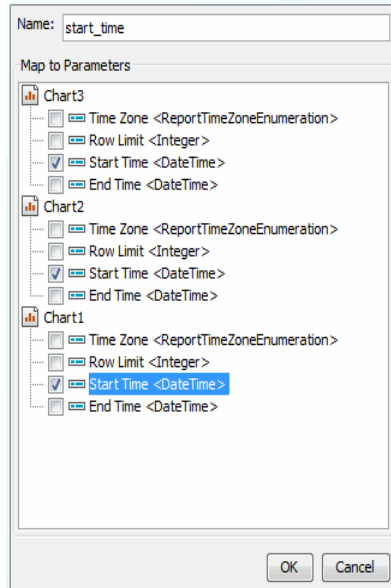 Name: start_time
Map to Parameters
Chart3
Time Zone <ReportTimeZoneEnumeration>
Row Limit <Integer>
Start Time <DateTime>
End Time <DateTime>
Chart2
Time Zone <ReportTimeZoneEnumeration>
Row Limit <Integer>
Start Time <DateTime>
End Time <DateTime>
Chart1
Time Zone <ReportTimeZoneEnumeration>
Row Limit <Integer>
Start Time <DateTime>
End Time <DateTime>
OK Cancel